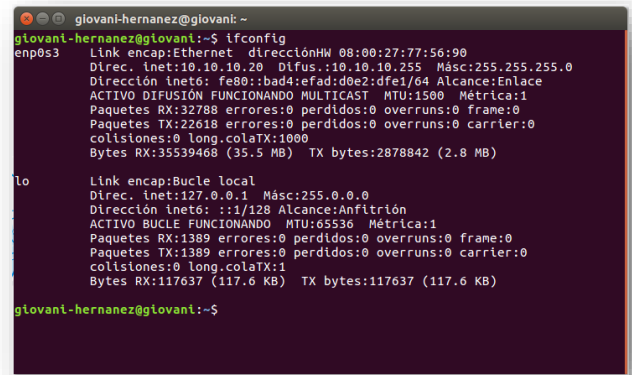 giovani-hernanez@giovani: ~
giovani-hernanez@giovani:~$ ifconfig
enp0s3    Link encap:Ethernet  direcciónHW 08:00:27:77:56:90
          Direc. inet:10.10.10.20  Difus.:10.10.10.255  Másc:255.255.255.0
          Dirección inet6: fe80::bad4:efad:d0e2:dfe1/64 Alcance:Enlace
          ACTIVO DIFUSIÓN FUNCIONANDO MULTICAST  MTU:1500  Métrica:1
          Paquetes RX:32788 errores:0 perdidos:0 overruns:0 frame:0
          Paquetes TX:22618 errores:0 perdidos:0 overruns:0 carrier:0
          colisiones:0 long.colaTX:1000
          Bytes RX:35539468 (35.5 MB)  TX bytes:2878842 (2.8 MB)
lo        Link encap:Bucle local
          Direc. inet:127.0.0.1  Másc:255.0.0.0
          Dirección inet6: ::1/128 Alcance:Anfitrión
          ACTIVO BUCLE FUNCIONANDO  MTU:65536  Métrica:1
          Paquetes RX:1389 errores:0 perdidos:0 overruns:0 frame:0
          Paquetes TX:1389 errores:0 perdidos:0 overruns:0 carrier:0
          colisiones:0 long.colaTX:1
          Bytes RX:117637 (117.6 KB)  TX bytes:117637 (117.6 KB)
giovani-hernanez@giovani:~$